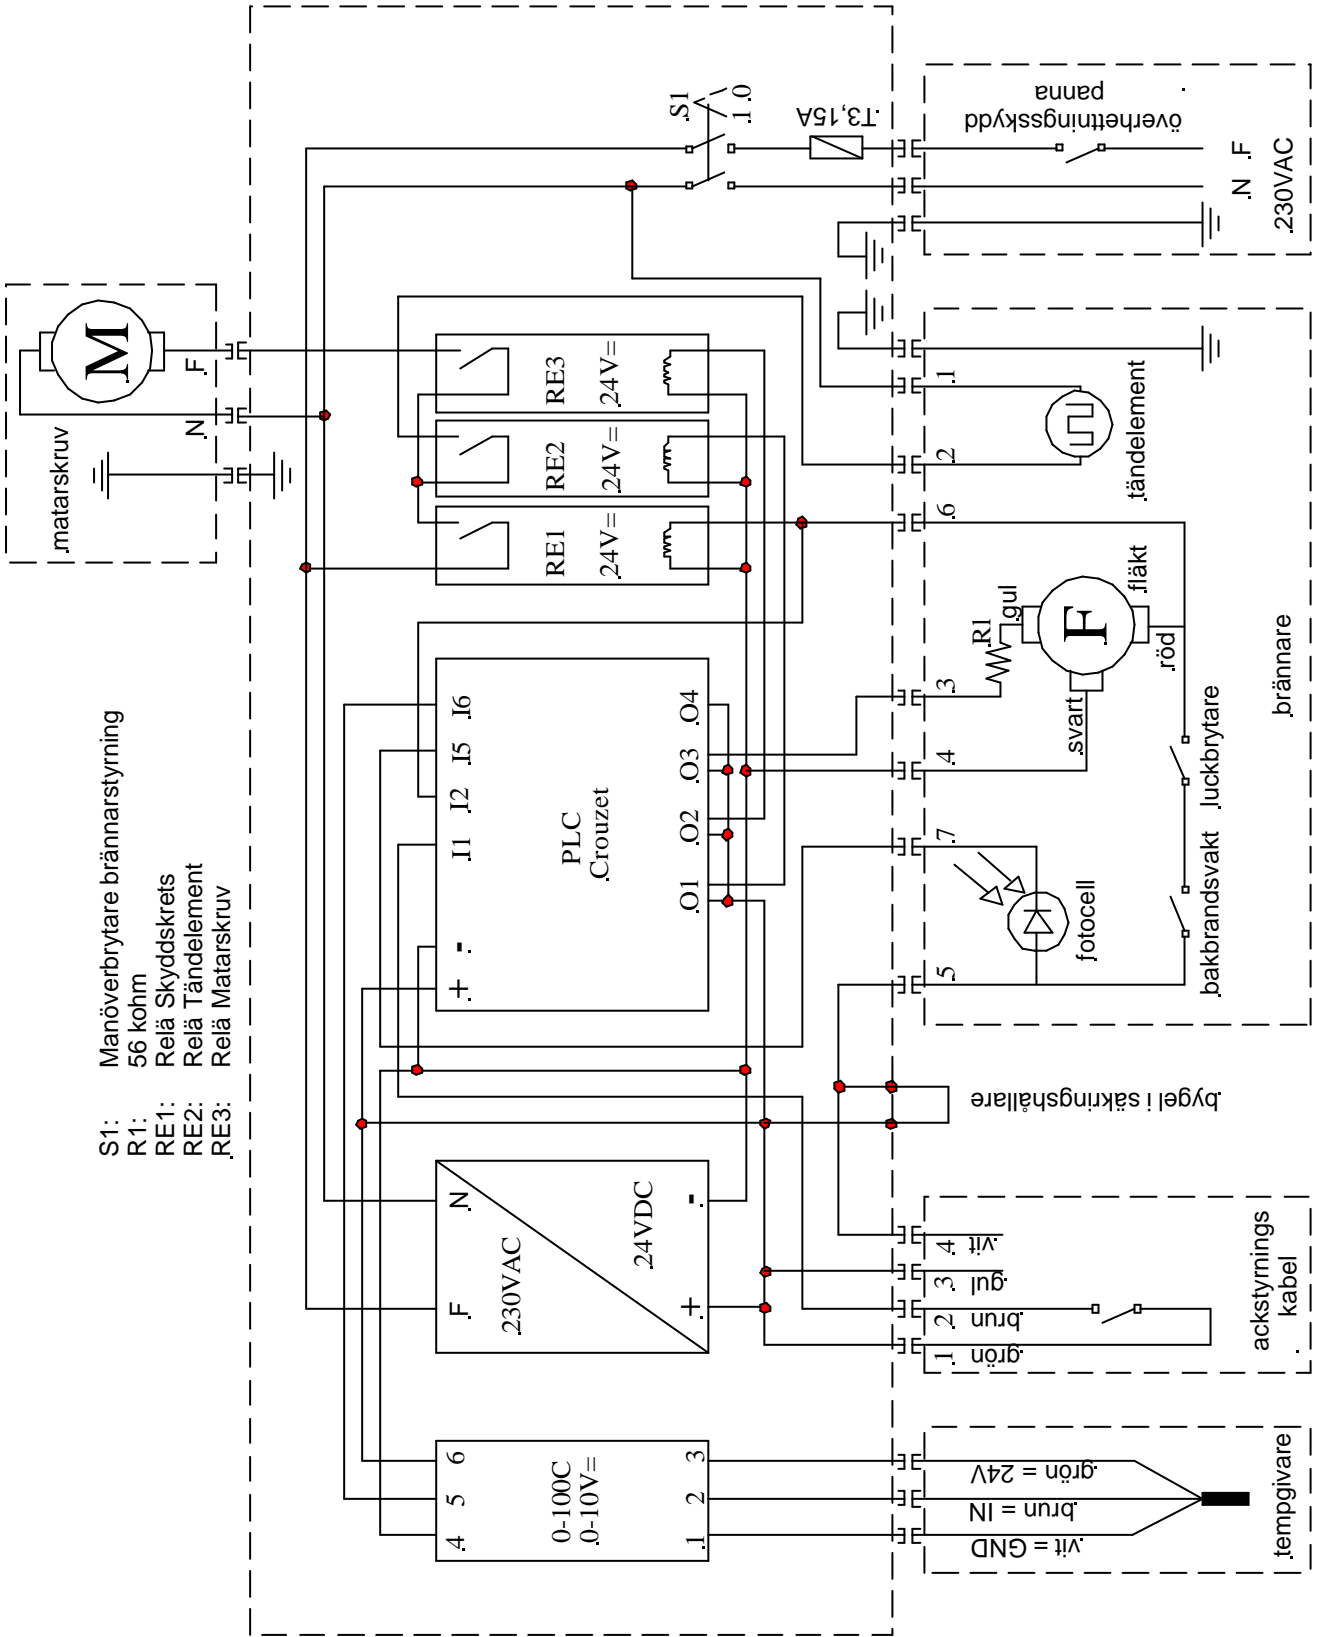 S1: Manöverbrytare brännarstyrning
R1: 56 kohm
RE1: Relä Skyddskrets
RE2: Relä Tändelement
RE3: Relä Matarskruv
matarskruv
M
N
F
S1
1 0
T3,15A
överhettningsskydd
panna
N F
230VAC
RE1
24V=
RE2
24V=
RE3
24V=
PLC
Crouzet
+ -
I1 I2 I5 I6
O1 O2 O3 O4
F N
230VAC
24VDC
+ -
4 5 6
0-100C
0-10V=
1 2 3
vit = GND
brun = IN
grön = 24V
tempgivare
1 2 3 4
grön
brun
gul
vit
ackstyrnings
kabel
bygel i säkringshållare
5 7 4 3 6 2 1
fotocell
bakbrandsvakt
luckbrytare
svart
R1
gul
F
fläkt
röd
tändelement
brännare